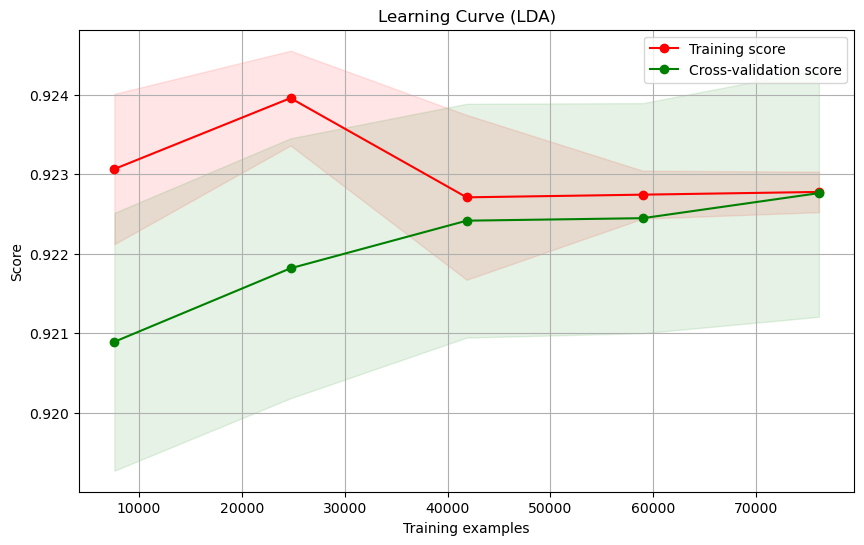 Learning Curve (LDA)
Training score
Cross-validation score
Score
0.924
0.923
0.922
0.921
0.920
10000 20000 30000 40000 50000 60000 70000
Training examples